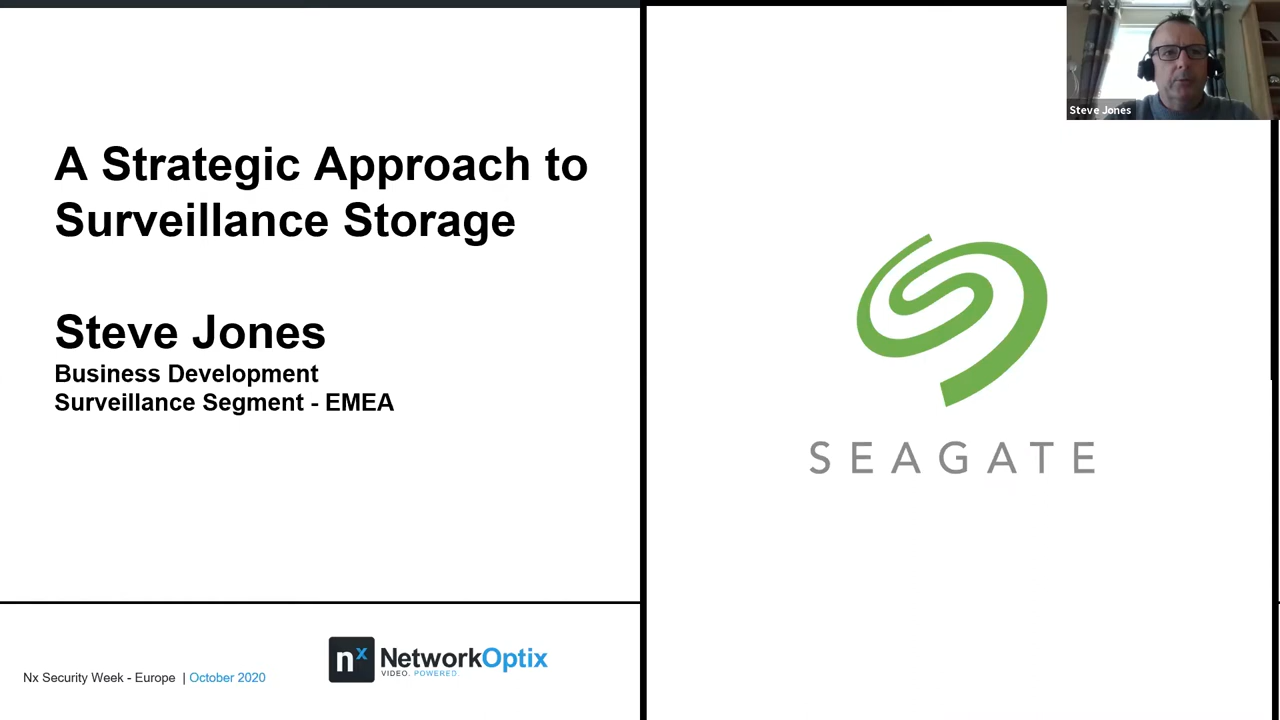 A Strategic Approach to
Surveillance Storage
Steve Jones
Business Development
Surveillance Segment - EMEA
SEAGATE
Steve Jones
Nx Security Week - Europe | October 2020
nx NetworkOptix
VIDEO. POWERED.